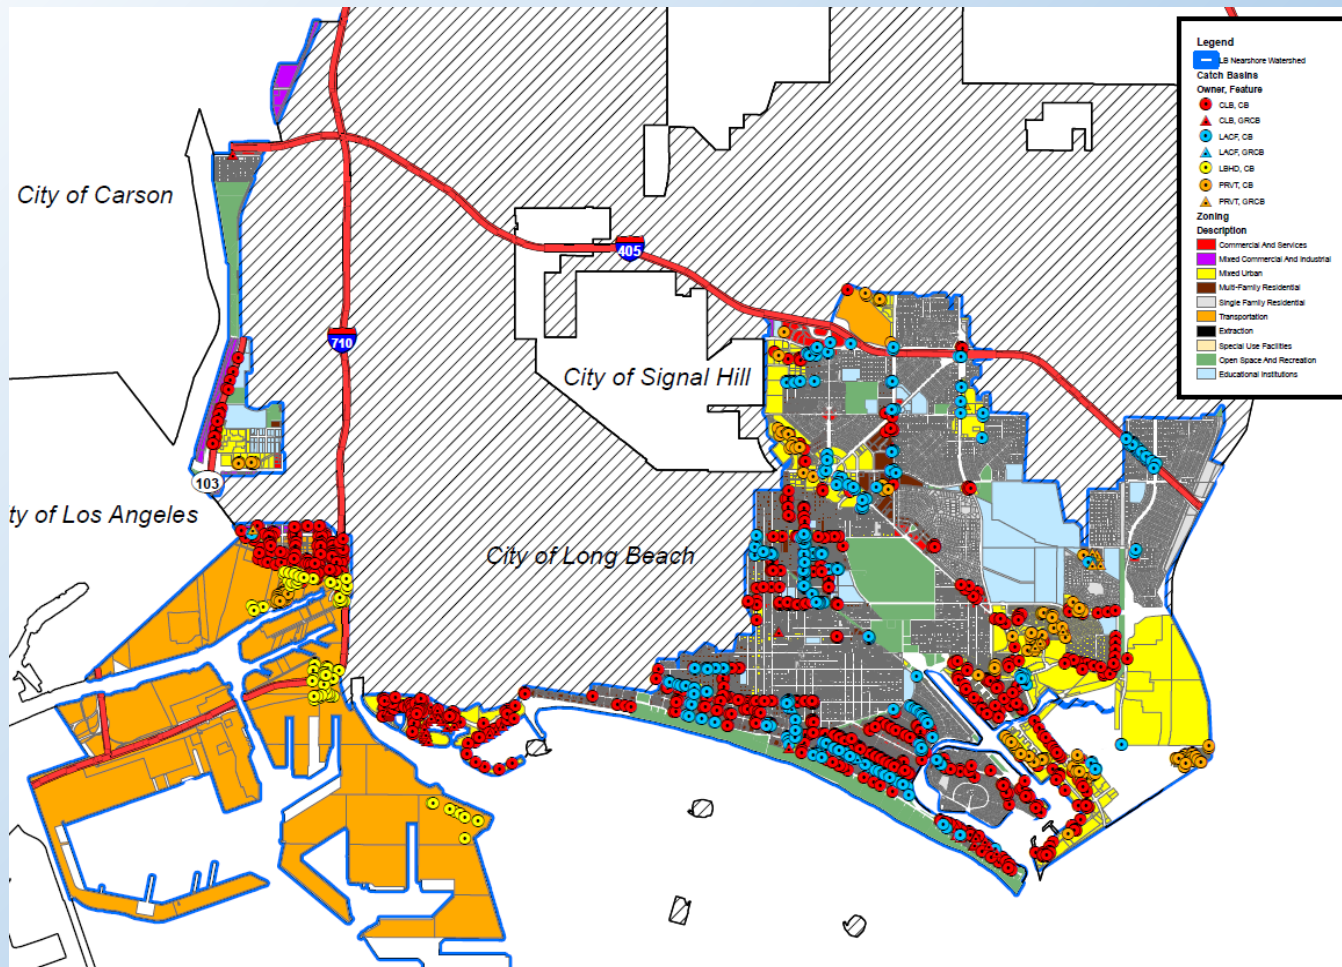 Legend
LB Nearshore Watershed
Catch Basins
Owner, Feature
CLB, CB
CLB, GRCB
LACF, CB
LACF, GRCB
LBHD, CB
PRVT, CB
PRVT, GRCB
Zoning
Description
Commercial And Services
Mixed Commercial And Industrial
Mixed Urban
Multi-Family Residential
Single Family Residential
Transportation
Extraction
Special Use Facilities
Open Space And Recreation
Educational Institutions
City of Carson
405
710
City of Signal Hill
103
ty of Los Angeles
City of Long Beach